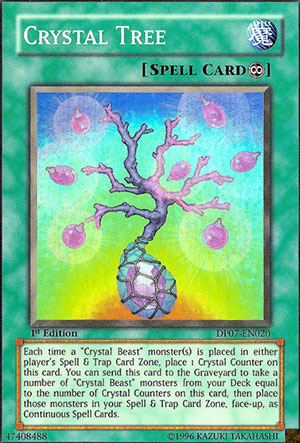 CRYSTAL TREE
魔
[SPELL CARD∞]
1st Edition
DP07-EN020
Each time a "Crystal Beast" monster(s) is placed in either
player's Spell & Trap Card Zone, place 1 Crystal Counter on
this card. You can send this card to the Graveyard to take a
number of "Crystal Beast" monsters from your Deck equal
to the number of Crystal Counters on this card, then place
those monsters in your Spell & Trap Zone, face-up, as
Continuous Spell Cards.
47408488
©1996 KAZUKI TAKAHASHI